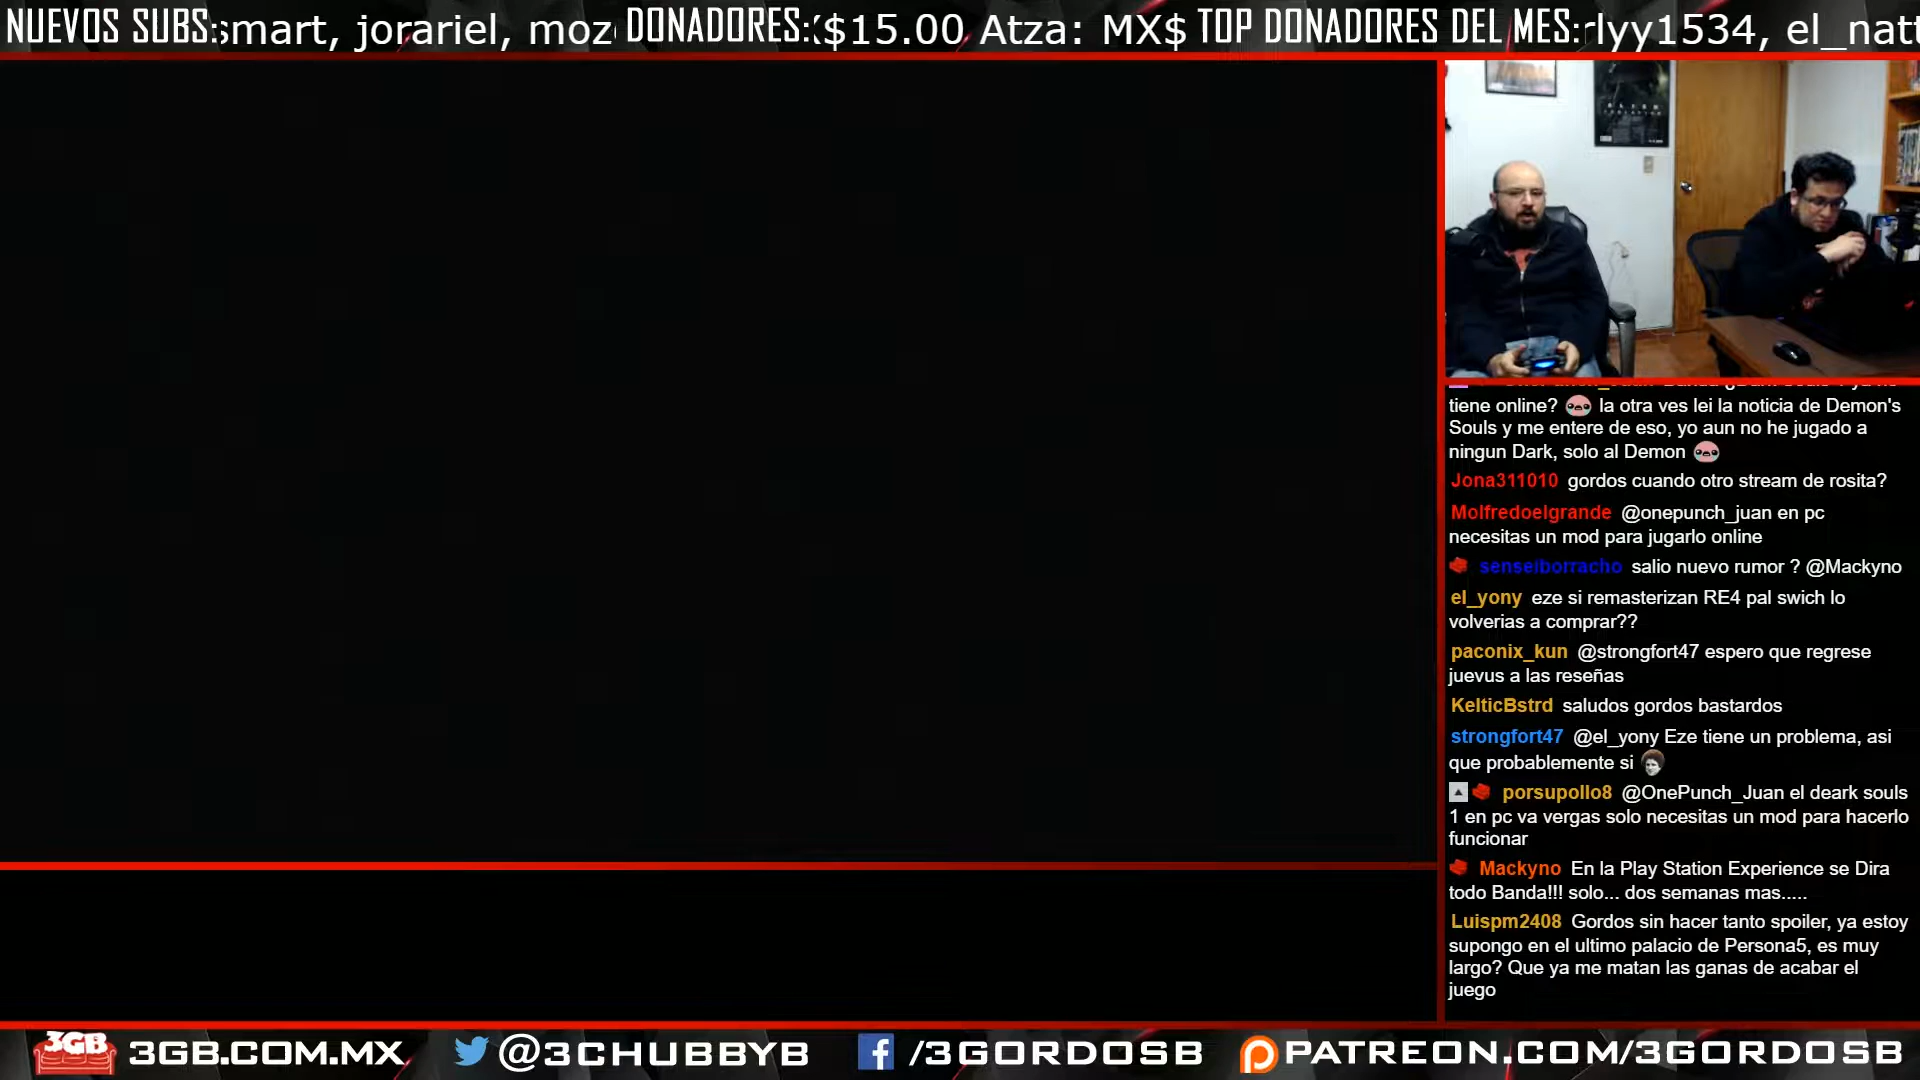 NUEVOS SUBS:
smart, jorariel, moz
DONADORES:
$15.00 Atza: MX$
TOP DONADORES DEL MES:
rlyy1534, el_natt
tiene online? la otra ves lei la noticia de Demon's
Souls y me entere de eso, yo aun no he jugado a
ningun Dark, solo al Demon
Jona311010 gordos cuando otro stream de rosita?
Molfredoelgrande @onepunch_juan en pc
necesitas un mod para jugarlo online
senseiborracho salio nuevo rumor ? @Mackyno
el_yony eze si remasterizan RE4 pal swich lo
volverias a comprar??
paconix_kun @strongfort47 espero que regrese
juevus a las reseñas
KelticBstrd saludos gordos bastardos
strongfort47 @el_yony Eze tiene un problema, asi
que probablemente si
porsupollo8 @OnePunch_Juan el deark souls
1 en pc va vergas solo necesitas un mod para hacerlo
funcionar
Mackyno En la Play Station Experience se Dira
todo Banda!!! solo... dos semanas mas.....
Luispm2408 Gordos sin hacer tanto spoiler, ya estoy
supongo en el ultimo palacio de Persona5, es muy
largo? Que ya me matan las ganas de acabar el
juego
3GB
3GB.COM.MX
@3CHUBBYB
/3GORDOSB
PATREON.COM/3GORDOSB